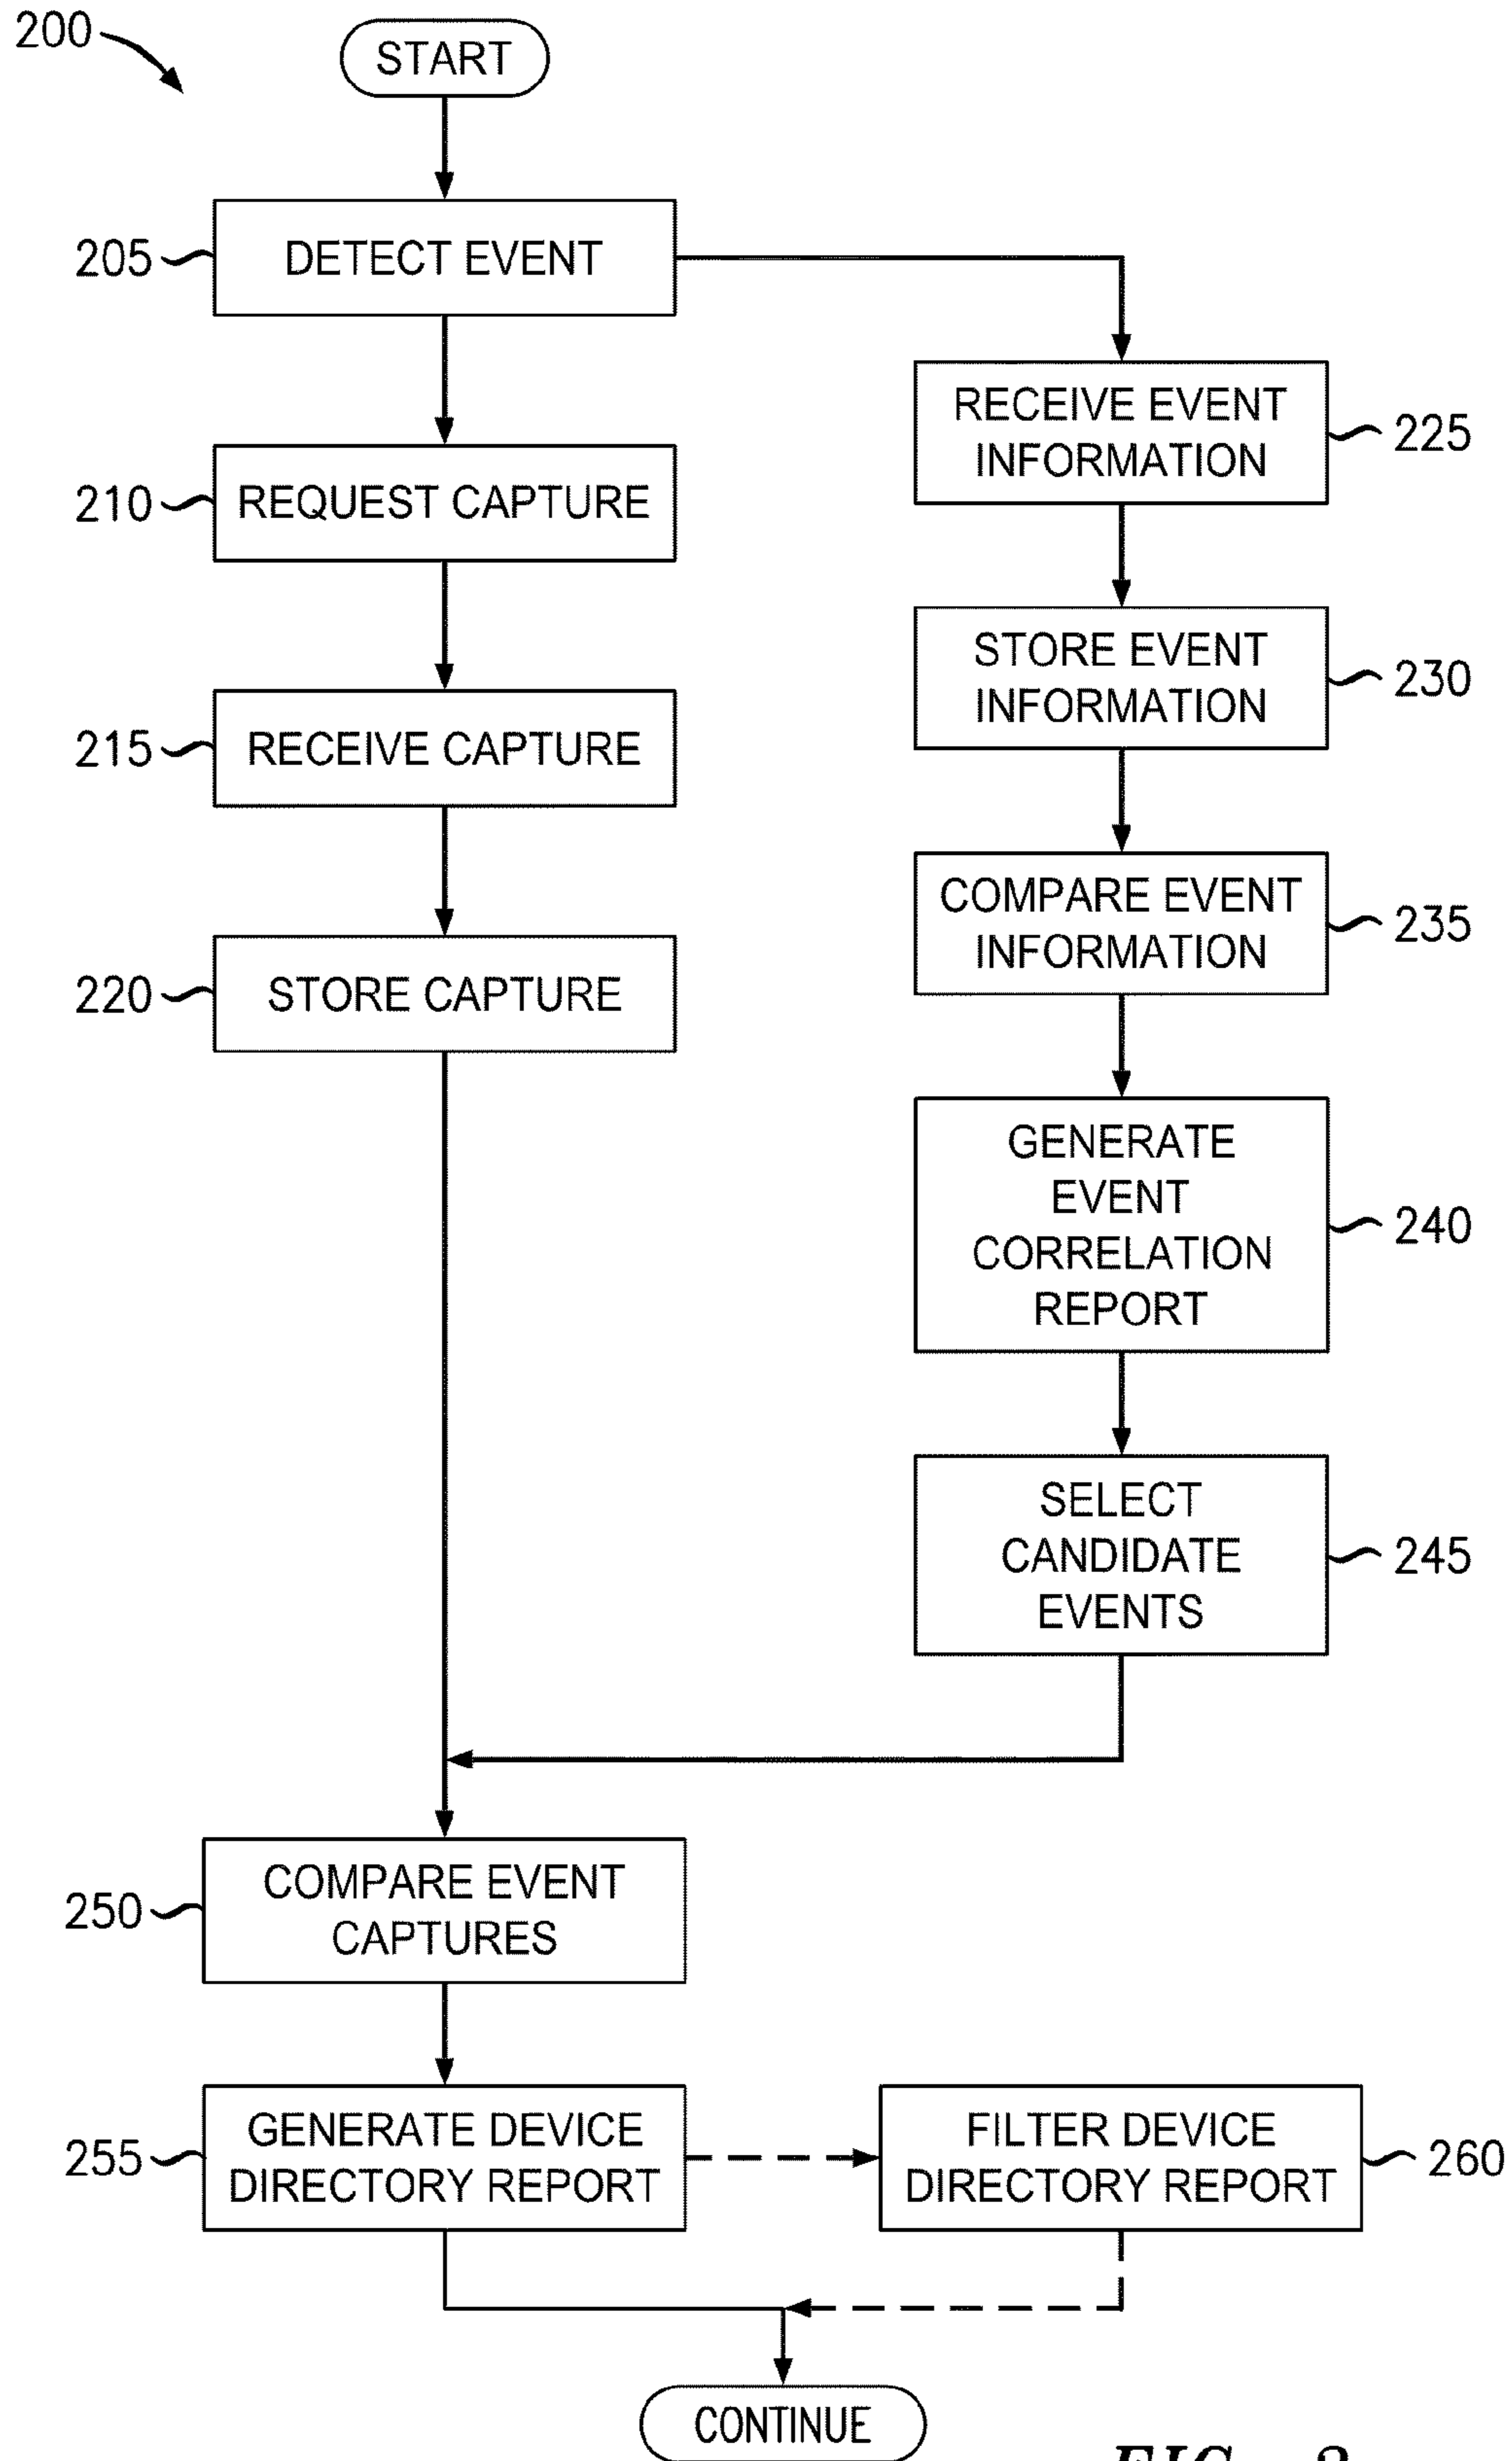 200
START
205
DETECT EVENT
RECEIVE EVENT
INFORMATION
225
210
REQUEST CAPTURE
STORE EVENT
INFORMATION
230
215
RECEIVE CAPTURE
COMPARE EVENT
INFORMATION
235
220
STORE CAPTURE
GENERATE
EVENT
CORRELATION
REPORT
240
SELECT
CANDIDATE
EVENTS
245
250
COMPARE EVENT
CAPTURES
255
GENERATE DEVICE
DIRECTORY REPORT
FILTER DEVICE
DIRECTORY REPORT
260
CONTINUE